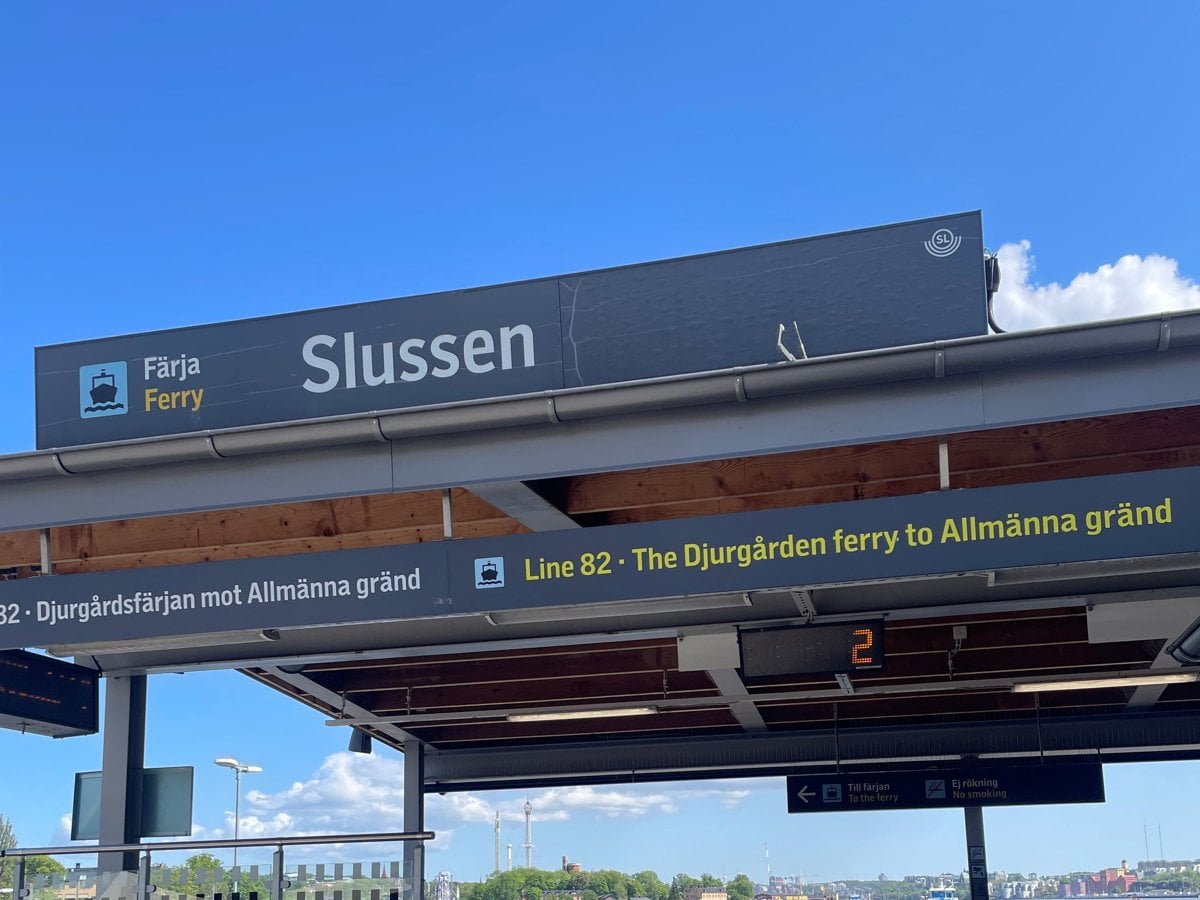 SL
Färja
Ferry
Slussen
82 · Djurgårdsfärjan mot Allmänna gränd
Line 82 · The Djurgården ferry to Allmänna gränd
2
Till färjan
To the ferry
Ej rökning
No smoking